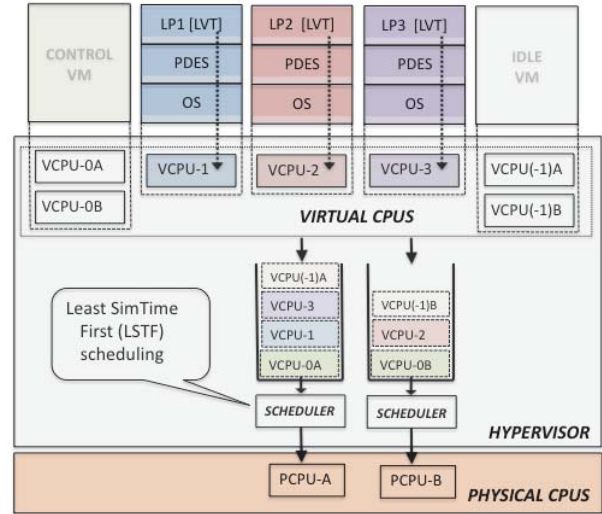 CONTROL
VM
LP1 [LVT]
PDES
OS
LP2 [LVT]
PDES
OS
LP3 [LVT]
PDES
OS
IDLE
VM
VCPU-0A
VCPU-0B
VCPU-1
VCPU-2
VCPU-3
VCPU(-1)A
VCPU(-1)B
VIRTUAL CPUS
VCPU(-1)A
VCPU-3
VCPU-1
VCPU-0A
VCPU(-1)B
VCPU-2
VCPU-0B
Least SimTime
First (LSTF)
scheduling
SCHEDULER
SCHEDULER
HYPERVISOR
PCPU-A
PCPU-B
PHYSICAL CPUS